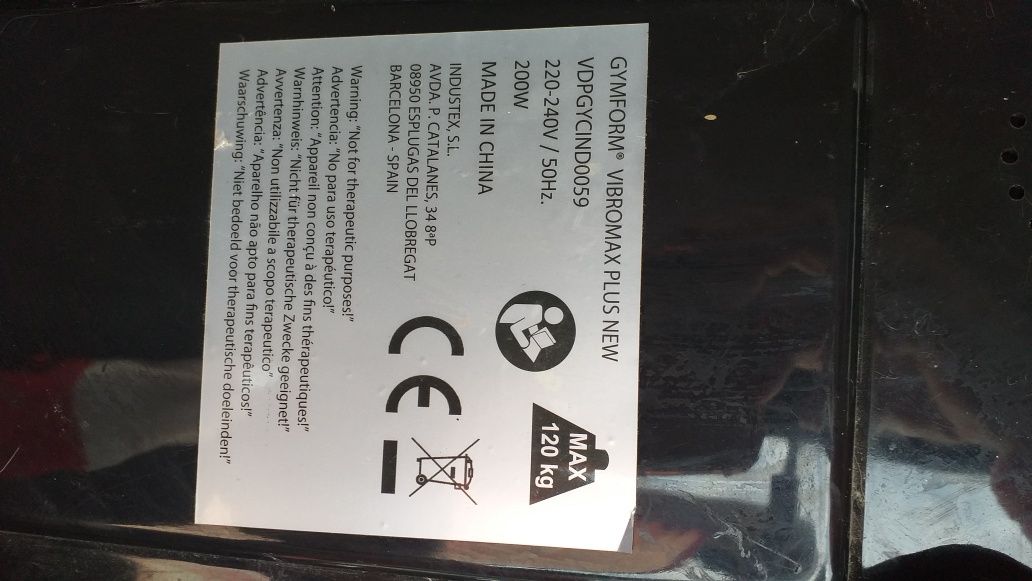 GYMFORM® VIBROMAX PLUS NEW
VDPGYCIND0059
220-240V / 50Hz.
200W
MAX
120 kg
MADE IN CHINA
INDUSTEX, S.L.
AVDA. P. CATALANES, 34 8ªP
08950 ESPLUGAS DEL LLOBREGAT
BARCELONA - SPAIN
CE
Warning: "Not for therapeutic purposes!"
Advertencia: "No para uso terapéutico!"
Attention: "Appareil non conçu à des fins thérapeutiques!"
Warnhinweis: "Nicht für therapeutische Zwecke geeignet!"
Avvertenza: "Non utilizzabile a scopo terapeutico"
Advertência: "Aparelho não apto para fins terapêuticos!"
Waarschuwing: "Niet bedoeld voor therapeutische doeleinden!"